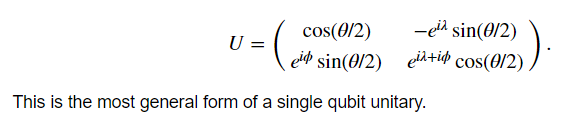 U = ( cos(θ/2) −e^{iλ} sin(θ/2)
e^{iϕ} sin(θ/2) e^{iλ+iϕ} cos(θ/2) ) .
This is the most general form of a single qubit unitary.